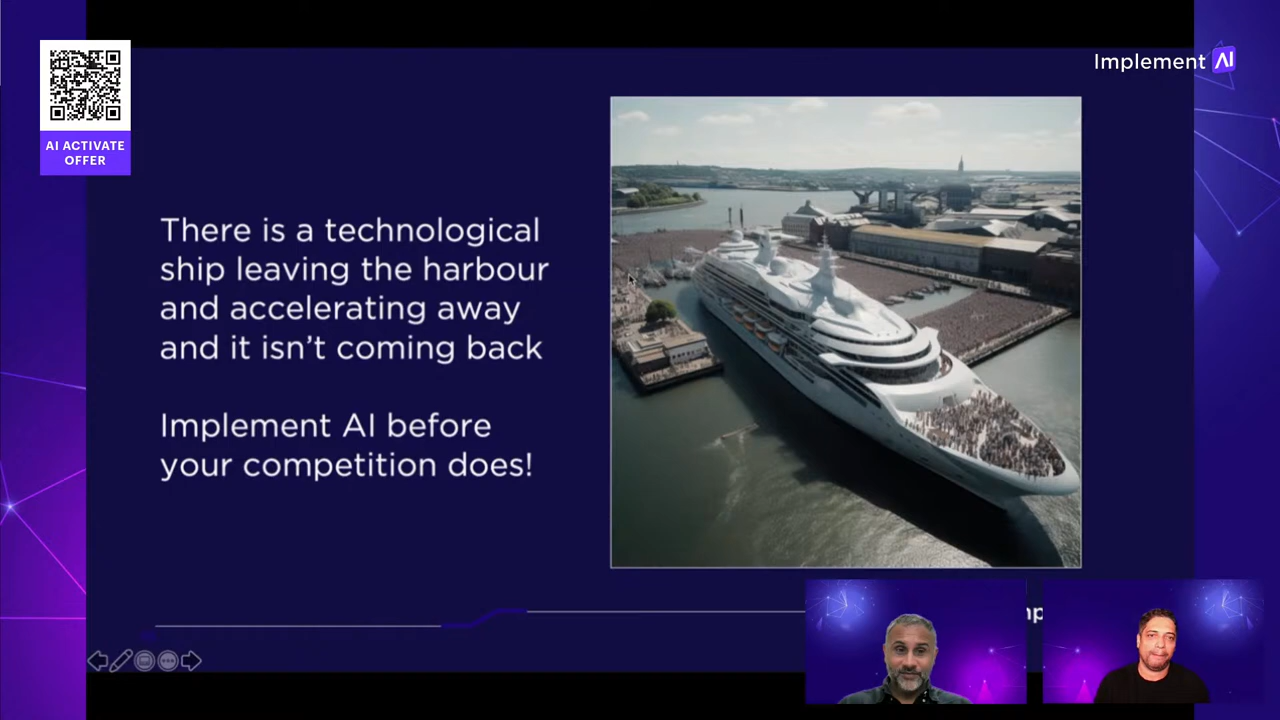 Implement AI
AI ACTIVATE
OFFER
There is a technological
ship leaving the harbour
and accelerating away
and it isn't coming back
Implement AI before
your competition does!